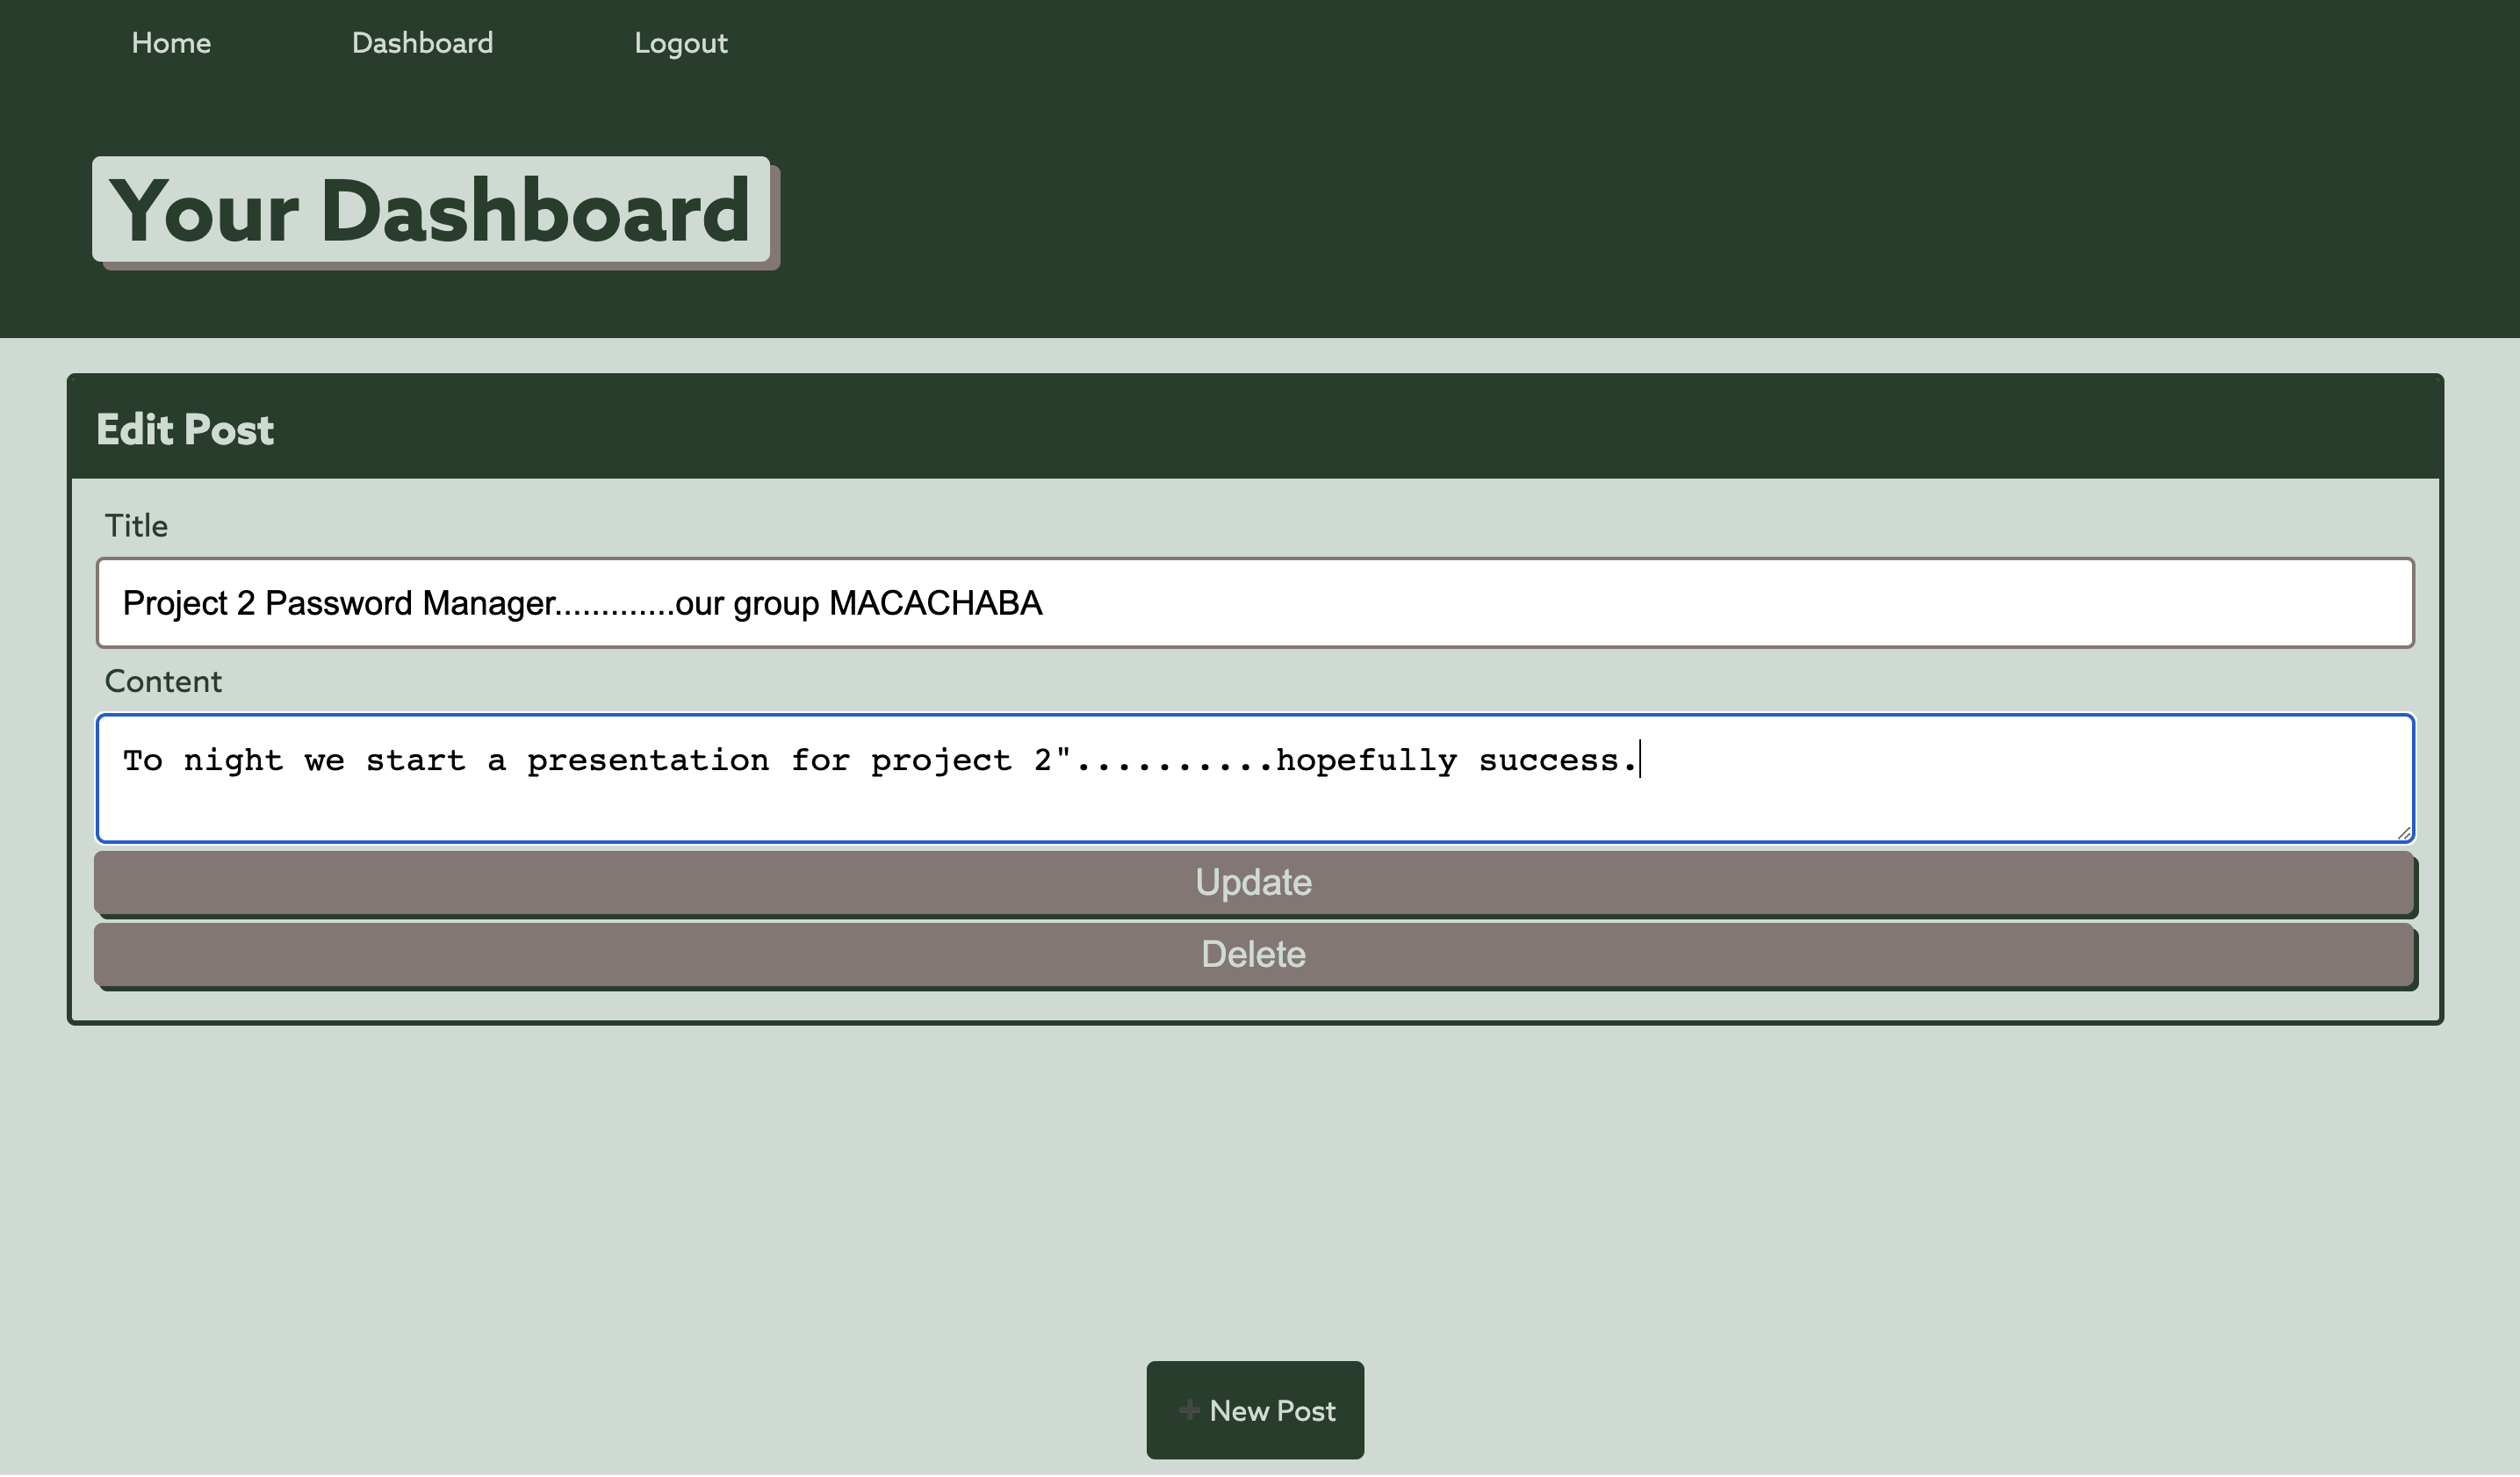 Home Dashboard Logout
Your Dashboard
Edit Post
Title
Project 2 Password Manager.............our group MACACHABA
Content
To night we start a presentation for project 2"..........hopefully success.
Update
Delete
+ New Post